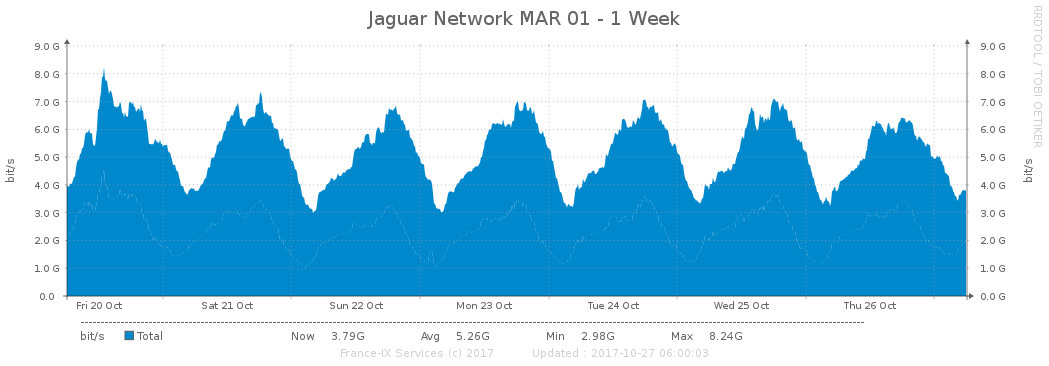 Jaguar Network MAR 01 - 1 Week
RRDTOOL / TOBI OETIKER
bit/s
9.0 G
8.0 G
7.0 G
6.0 G
5.0 G
4.0 G
3.0 G
2.0 G
1.0 G
0.0
9.0 G
8.0 G
7.0 G
6.0 G
5.0 G
4.0 G
3.0 G
2.0 G
1.0 G
0.0 G
bit/s
Fri 20 Oct Sat 21 Oct Sun 22 Oct Mon 23 Oct Tue 24 Oct Wed 25 Oct Thu 26 Oct
bit/s Total Now 3.79G Avg 5.26G Min 2.98G Max 8.24G
France-IX Services (c) 2017 Updated : 2017-10-27 06:00:03